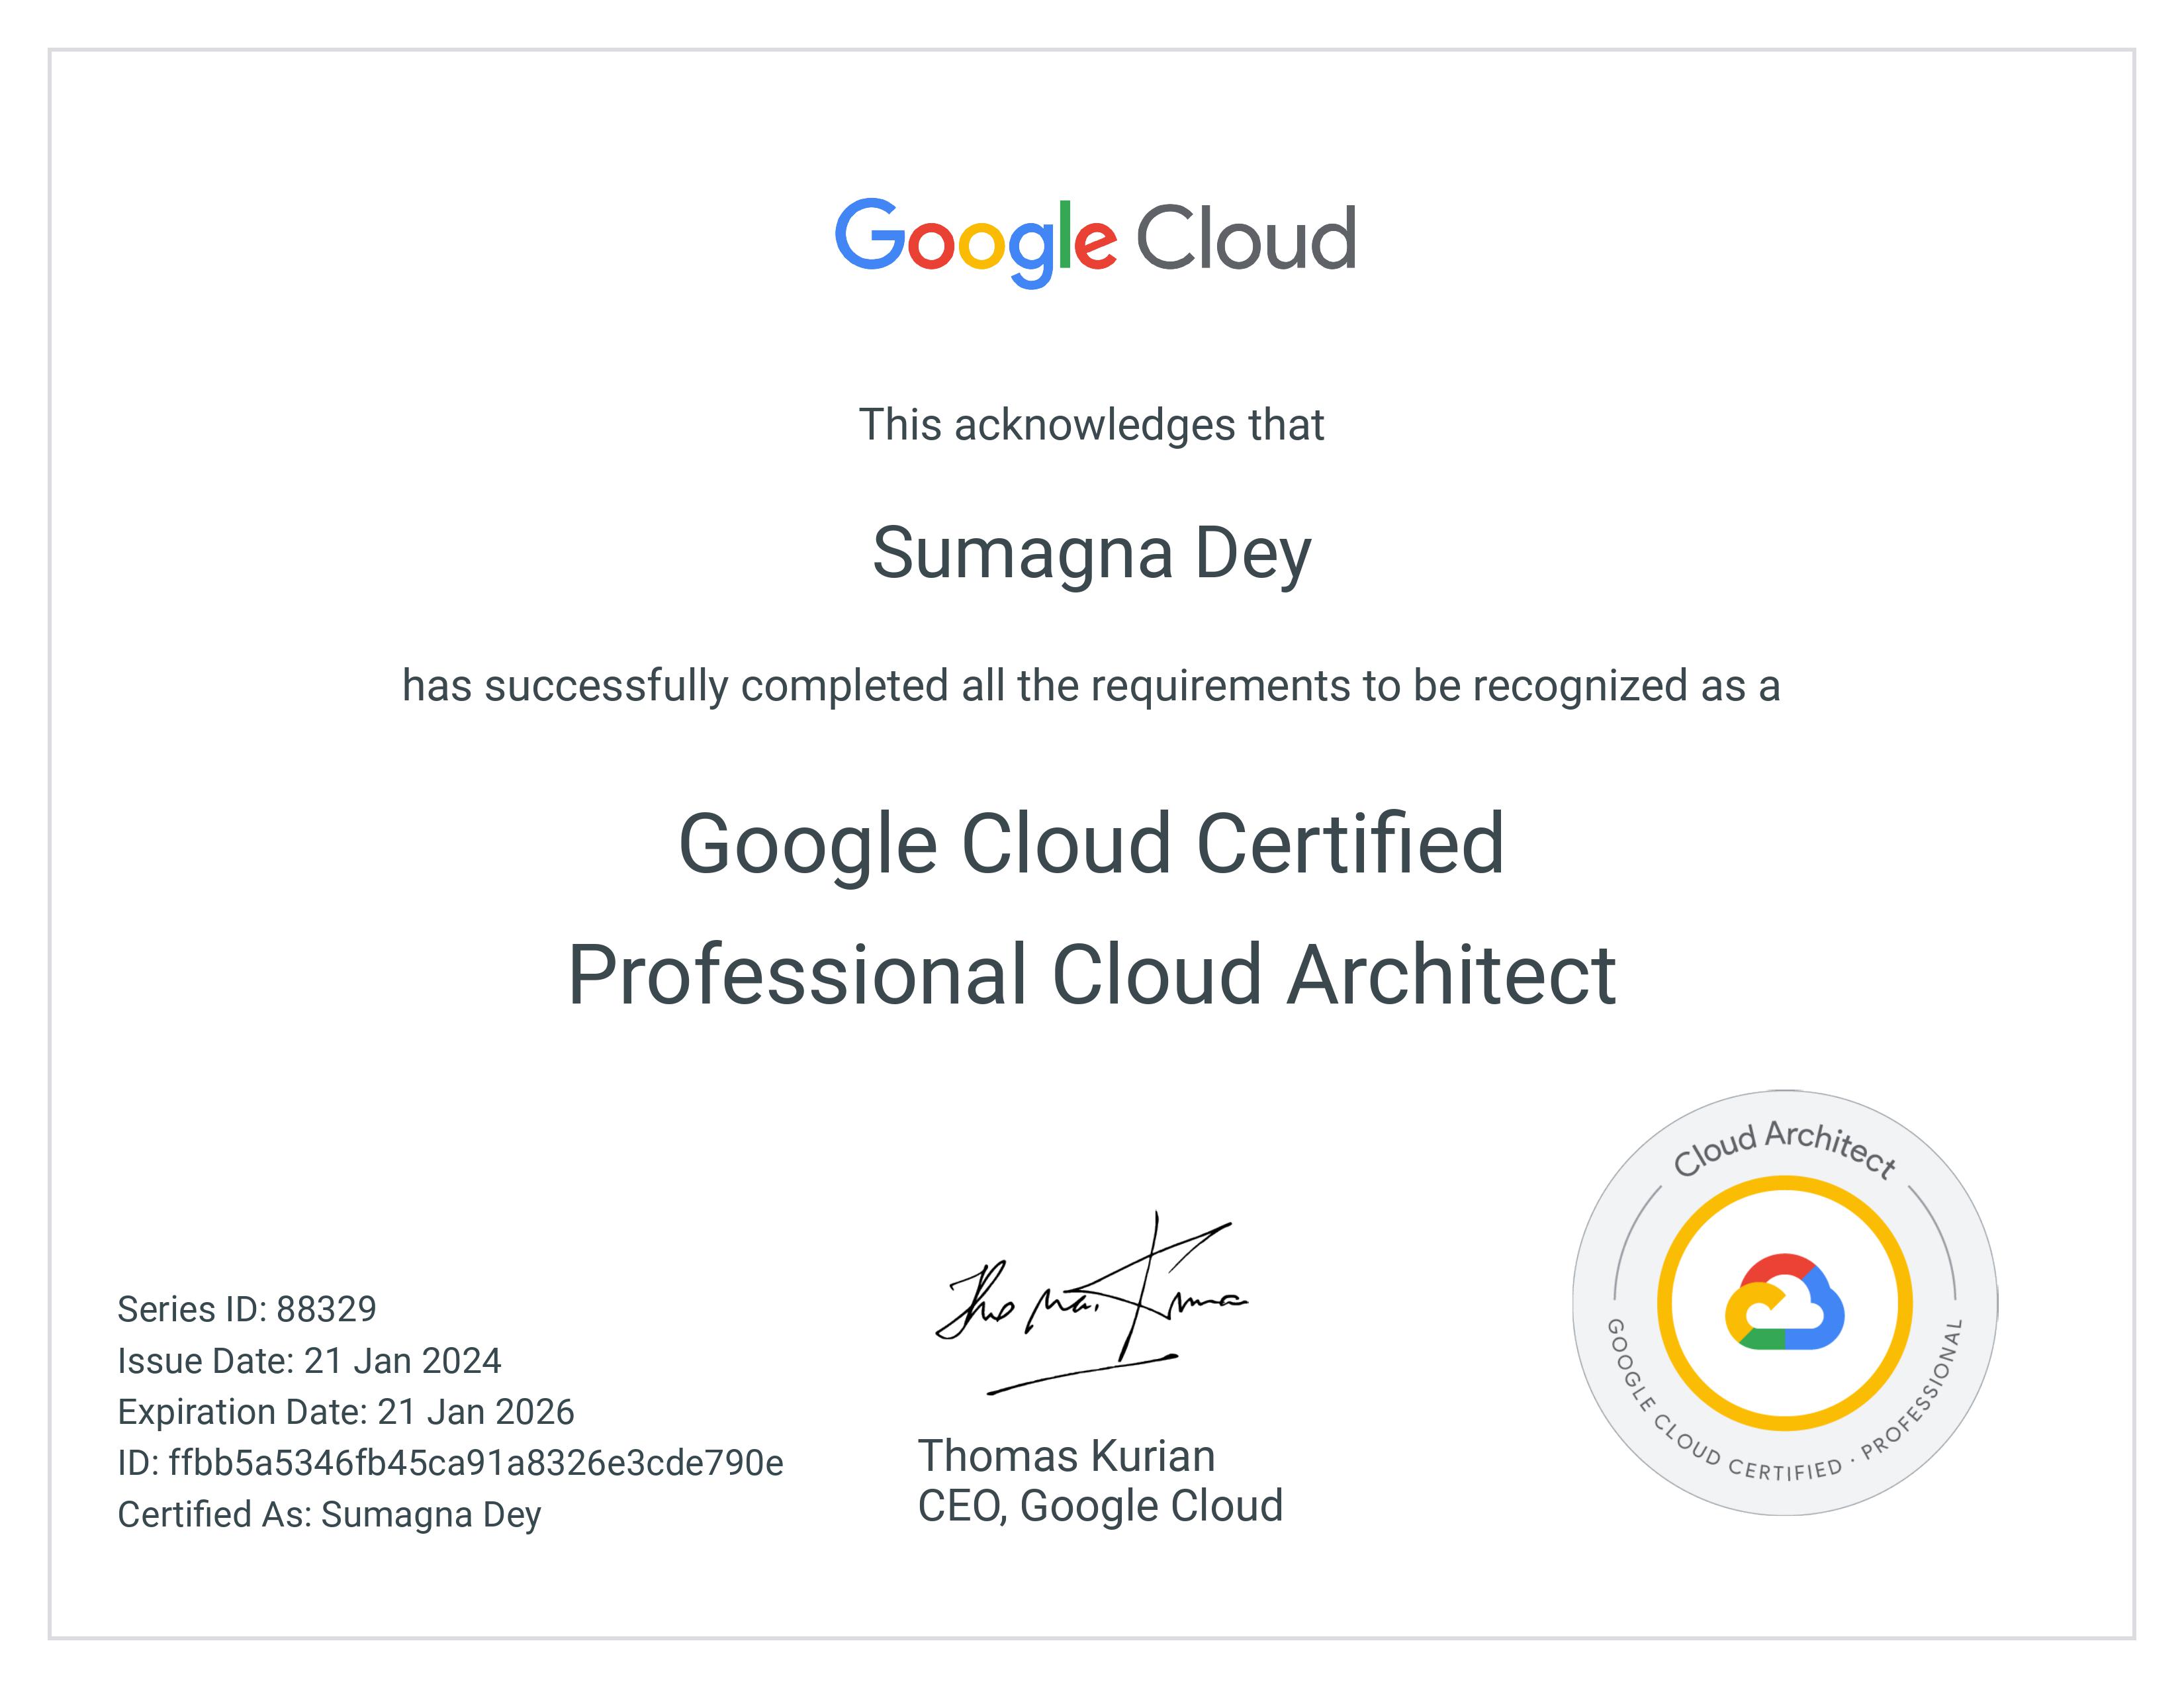 Google Cloud
This acknowledges that
Sumagna Dey
has successfully completed all the requirements to be recognized as a
Google Cloud Certified
Professional Cloud Architect
Series ID: 88329
Issue Date: 21 Jan 2024
Expiration Date: 21 Jan 2026
ID: ffbb5a5346fb45ca91a8326e3cde790e
Certified As: Sumagna Dey
Thomas Kurian
CEO, Google Cloud
Cloud Architect
GOOGLE CLOUD CERTIFIED · PROFESSIONAL